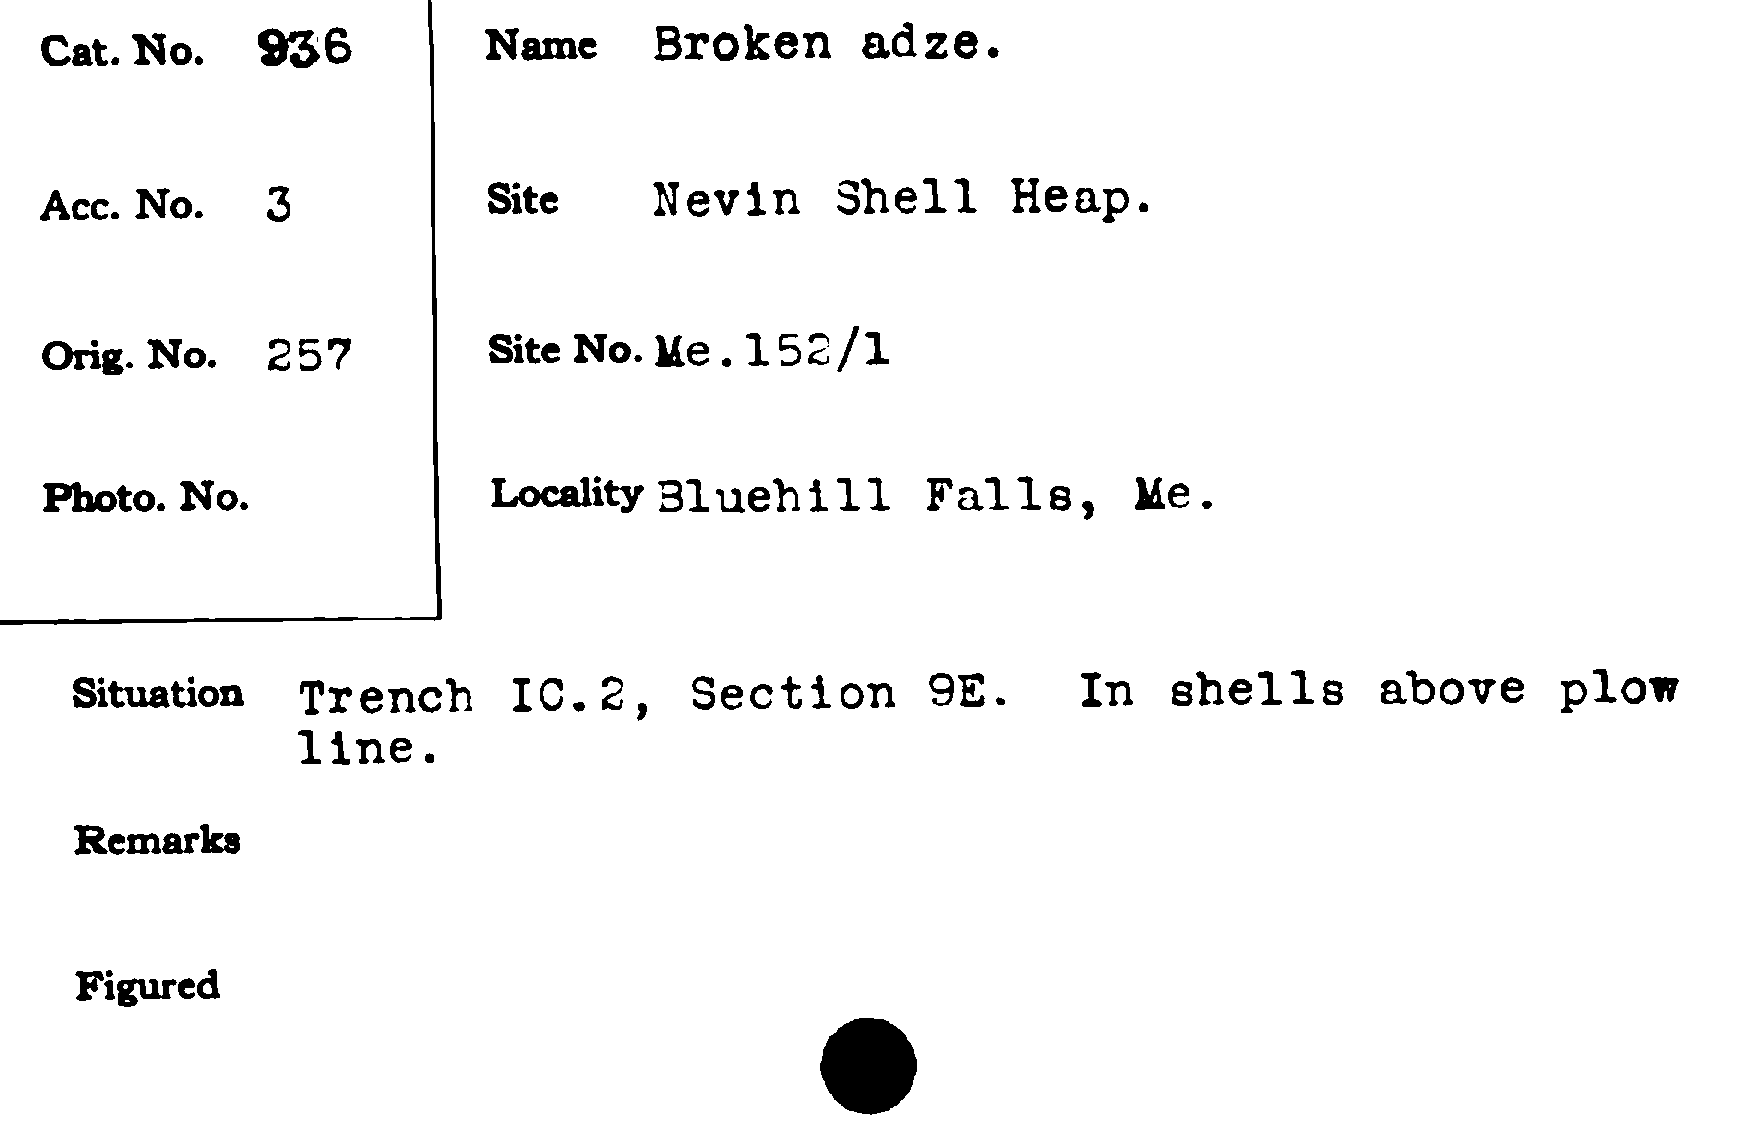 Cat. No. 936
Name Broken adze.
Acc. No. 3
Site Nevin Shell Heap.
Orig. No. 257
Site No. Me.152/1
Photo. No.
Locality Bluehill Falls, Me.
Situation Trench IC.2, Section 9E. In shells above plow
line.
Remarks
Figured